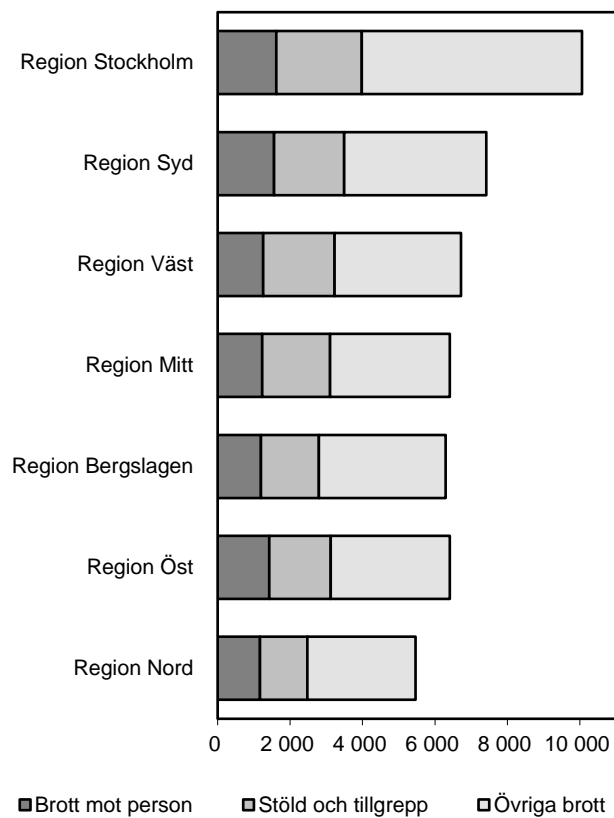 Region Stockholm
Region Syd
Region Väst
Region Mitt
Region Bergslagen
Region Öst
Region Nord
0 2 000 4 000 6 000 8 000 10 000
Brott mot person Stöld och tillgrepp Övriga brott